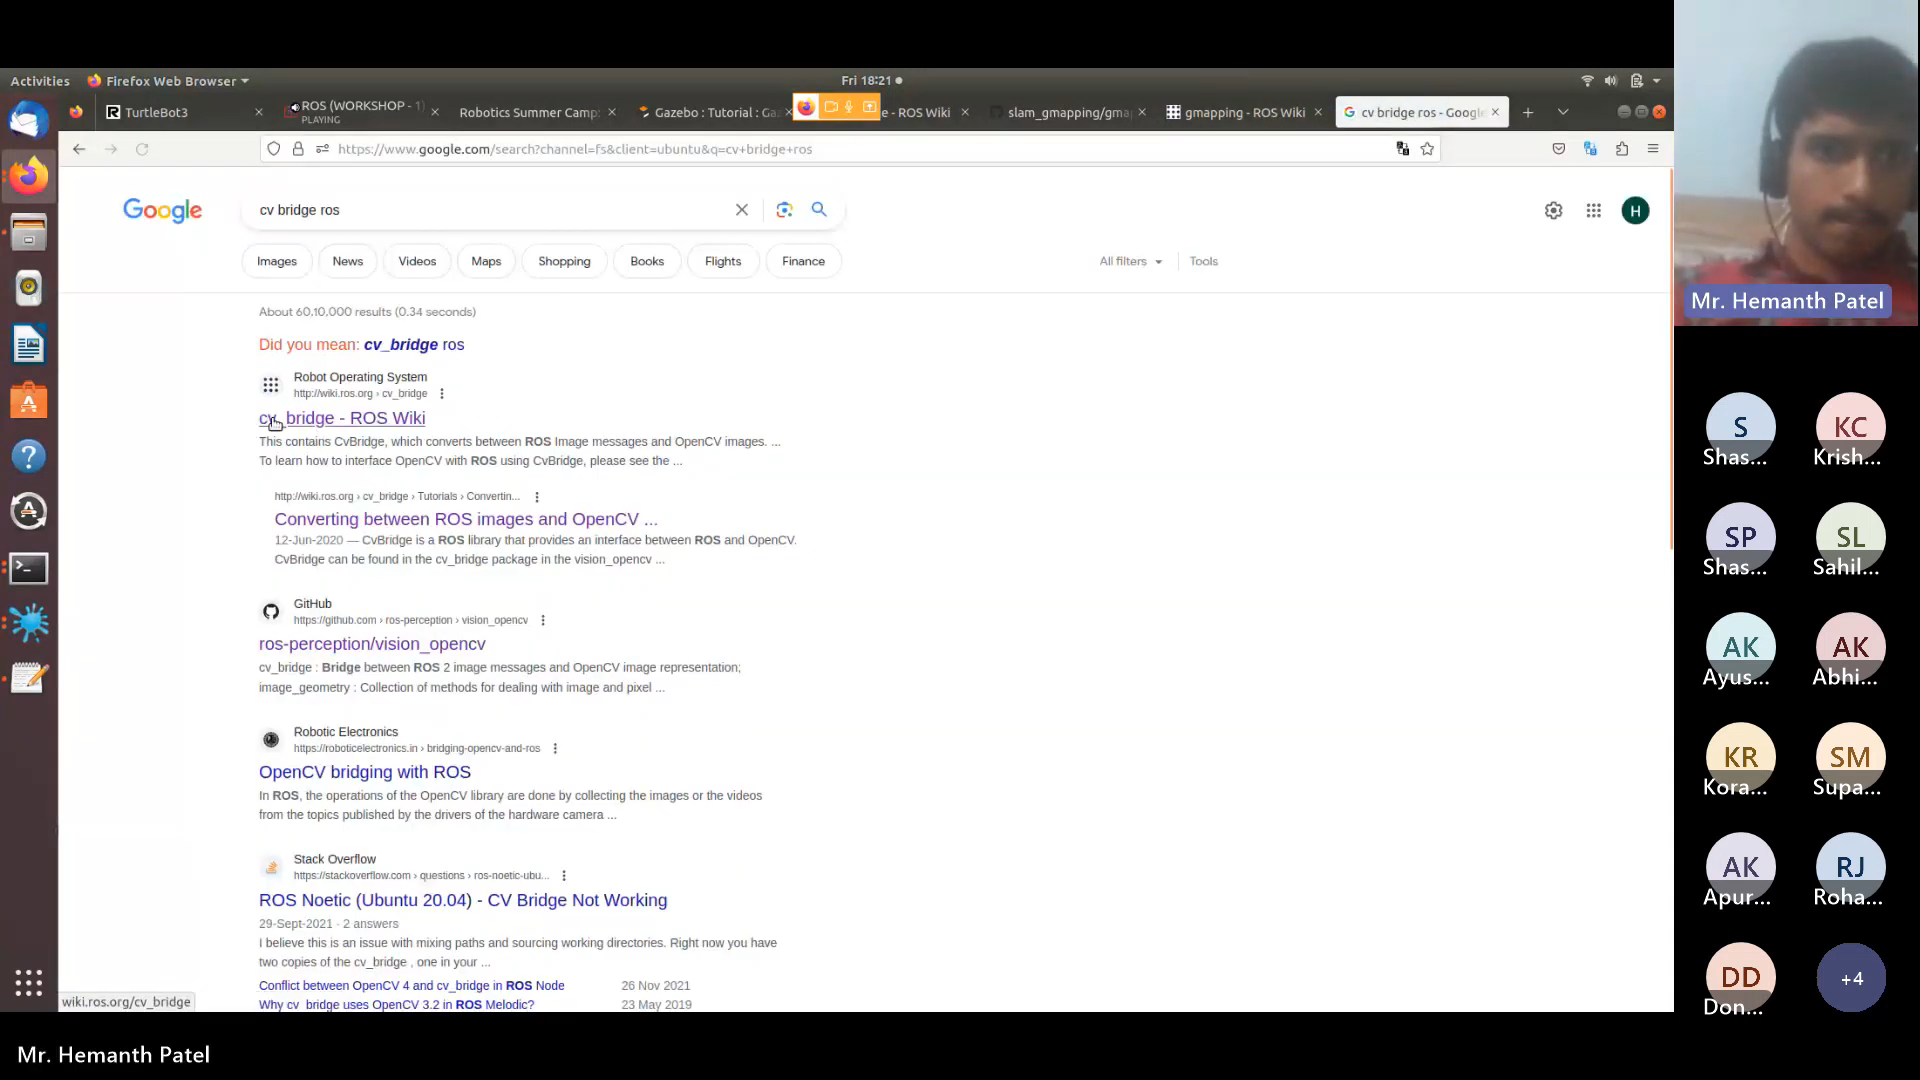 Activities
Firefox Web Browser
Fri 18:21
TurtleBot3
ROS (WORKSHOP - 1)
PLAYING
Robotics Summer Camp
Gazebo : Tutorial : Ga
e - ROS Wiki
slam_gmapping/gma
gmapping - ROS Wiki
cv bridge ros - Google
https://www.google.com/search?channel=fs&client=ubuntu&q=cv+bridge+ros
Google
cv bridge ros
H
Images
News
Videos
Maps
Shopping
Books
Flights
Finance
All filters
Tools
About 60,10,000 results (0.34 seconds)
Did you mean: cv_bridge ros
Robot Operating System
http://wiki.ros.org › cv_bridge
cv_bridge - ROS Wiki
This contains CvBridge, which converts between ROS Image messages and OpenCV images. ...
To learn how to interface OpenCV with ROS using CvBridge, please see the ...
http://wiki.ros.org › cv_bridge › Tutorials › Convertin...
Converting between ROS images and OpenCV ...
12-Jun-2020 — CvBridge is a ROS library that provides an interface between ROS and OpenCV.
CvBridge can be found in the cv_bridge package in the vision_opencv ...
GitHub
https://github.com › ros-perception › vision_opencv
ros-perception/vision_opencv
cv_bridge : Bridge between ROS 2 image messages and OpenCV image representation;
image_geometry : Collection of methods for dealing with image and pixel ...
Robotic Electronics
https://roboticelectronics.in › bridging-opencv-and-ros
OpenCV bridging with ROS
In ROS, the operations of the OpenCV library are done by collecting the images or the videos
from the topics published by the drivers of the hardware camera ...
Stack Overflow
https://stackoverflow.com › questions › ros-noetic-ubu...
ROS Noetic (Ubuntu 20.04) - CV Bridge Not Working
29-Sept-2021 · 2 answers
I believe this is an issue with mixing paths and sourcing working directories. Right now you have
two copies of the cv_bridge , one in your ...
Conflict between OpenCV 4 and cv_bridge in ROS Node
26 Nov 2021
Why cv_bridge uses OpenCV 3.2 in ROS Melodic?
23 May 2019
wiki.ros.org/cv_bridge
Mr. Hemanth Patel
S
Shas...
KC
Krish...
SP
Shas...
SL
Sahil...
AK
Ayus...
AK
Abhi...
KR
Kora...
SM
Supa...
AK
Apur...
RJ
Roha...
DD
Don...
+4
Mr. Hemanth Patel